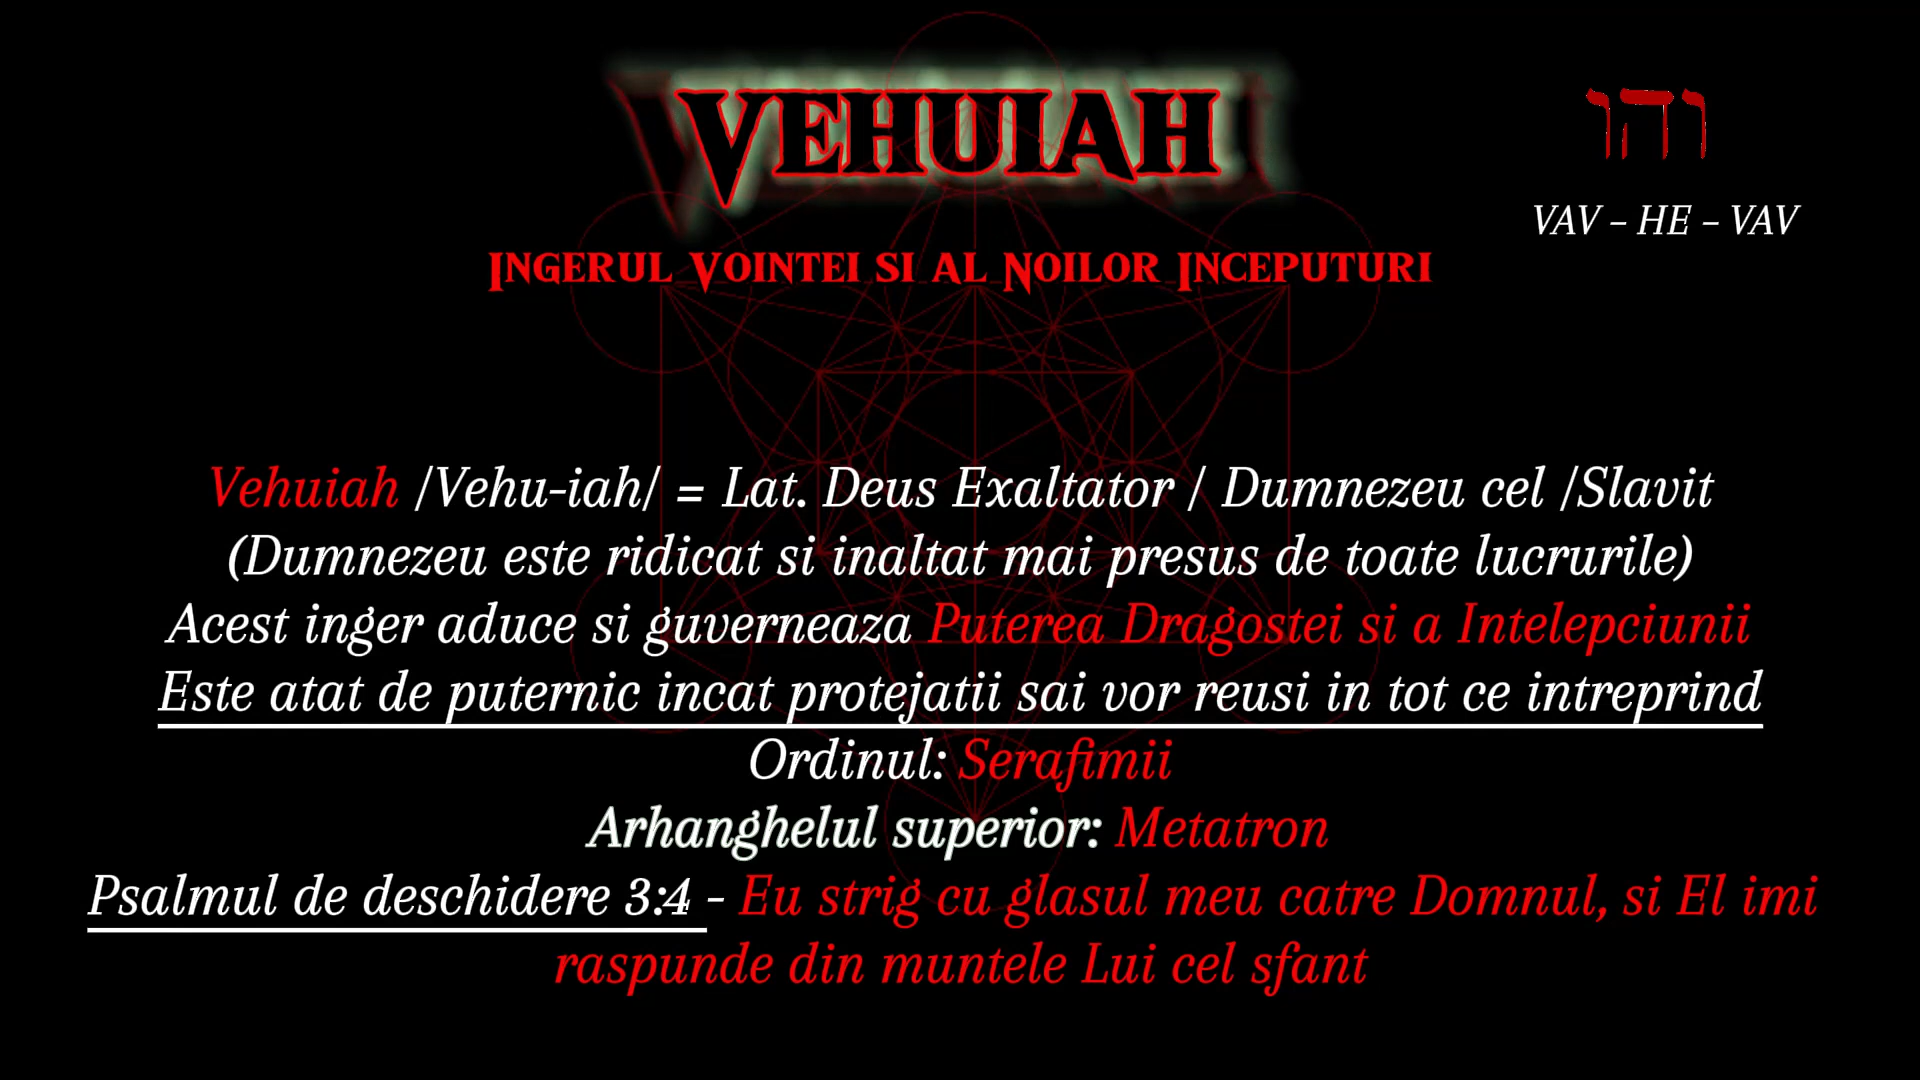 VEHUIAH
והו
VAV – HE – VAV
INGERUL VOINTEI SI AL NOILOR INCEPUTURI
Vehuiah /Vehu-iah/ = Lat. Deus Exaltator / Dumnezeu cel /Slavit
(Dumnezeu este ridicat si inaltat mai presus de toate lucrurile)
Acest inger aduce si guverneaza Puterea Dragostei si a Intelepciunii
Este atat de puternic incat protejatii sai vor reusi in tot ce intreprind
Ordinul: Serafimii
Arhanghelul superior: Metatron
Psalmul de deschidere 3:4 - Eu strig cu glasul meu catre Domnul, si El imi
raspunde din muntele Lui cel sfant